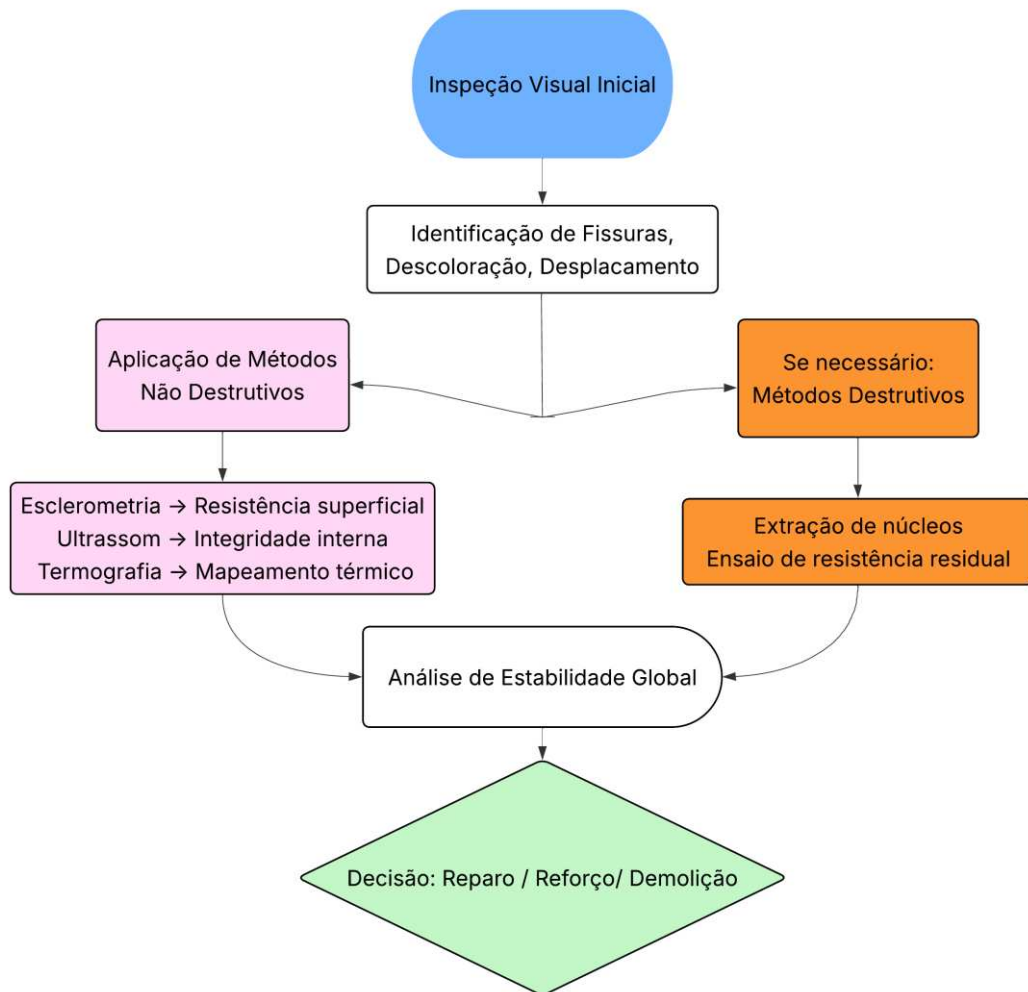 Inspeção Visual Inicial
Identificação de Fissuras,
Descoloração, Desplacamento
Aplicação de Métodos
Não Destrutivos
Se necessário:
Métodos Destrutivos
Esclerometria → Resistência superficial
Ultrassom → Integridade interna
Termografia → Mapeamento térmico
Extração de núcleos
Ensaio de resistência residual
Análise de Estabilidade Global
Decisão: Reparo / Reforço/ Demolição